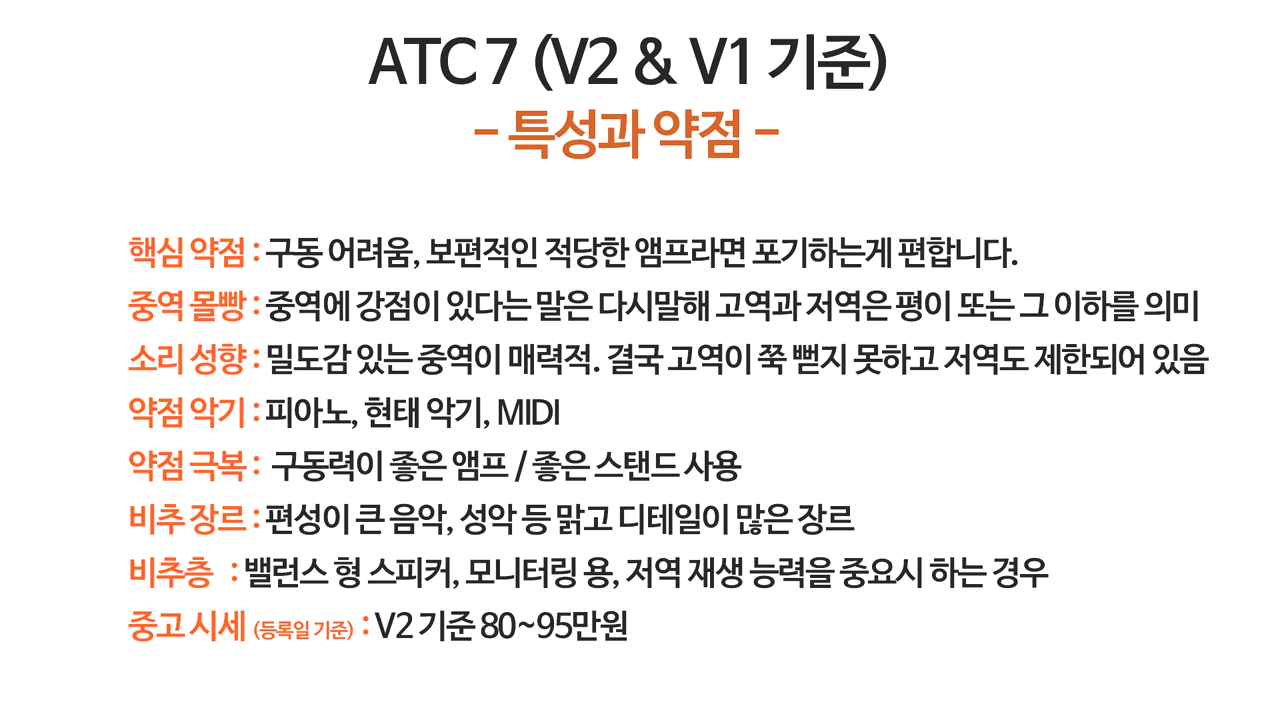 ATC 7 (V2 & V1 기준)
– 특성과 약점 –
핵심 약점 : 구동 어려움, 보편적인 적당한 앰프라면 포기하는게 편합니다.
중역 몰빵 : 중역에 강점이 있다는 말은 다시말해 고역과 저역은 평이 또는 그 이하를 의미
소리 성향 : 밀도감 있는 중역이 매력적. 결국 고역이 쭉 뻗지 못하고 저역도 제한되어 있음
약점 악기 : 피아노, 현태 악기, MIDI
약점 극복 : 구동력이 좋은 앰프 / 좋은 스탠드 사용
비추 장르 : 편성이 큰 음악, 성악 등 맑고 디테일이 많은 장르
비추층 : 밸런스 형 스피커, 모니터링 용, 저역 재생 능력을 중요시 하는 경우
중고 시세 (등록일 기준) : V2 기준 80~95만원